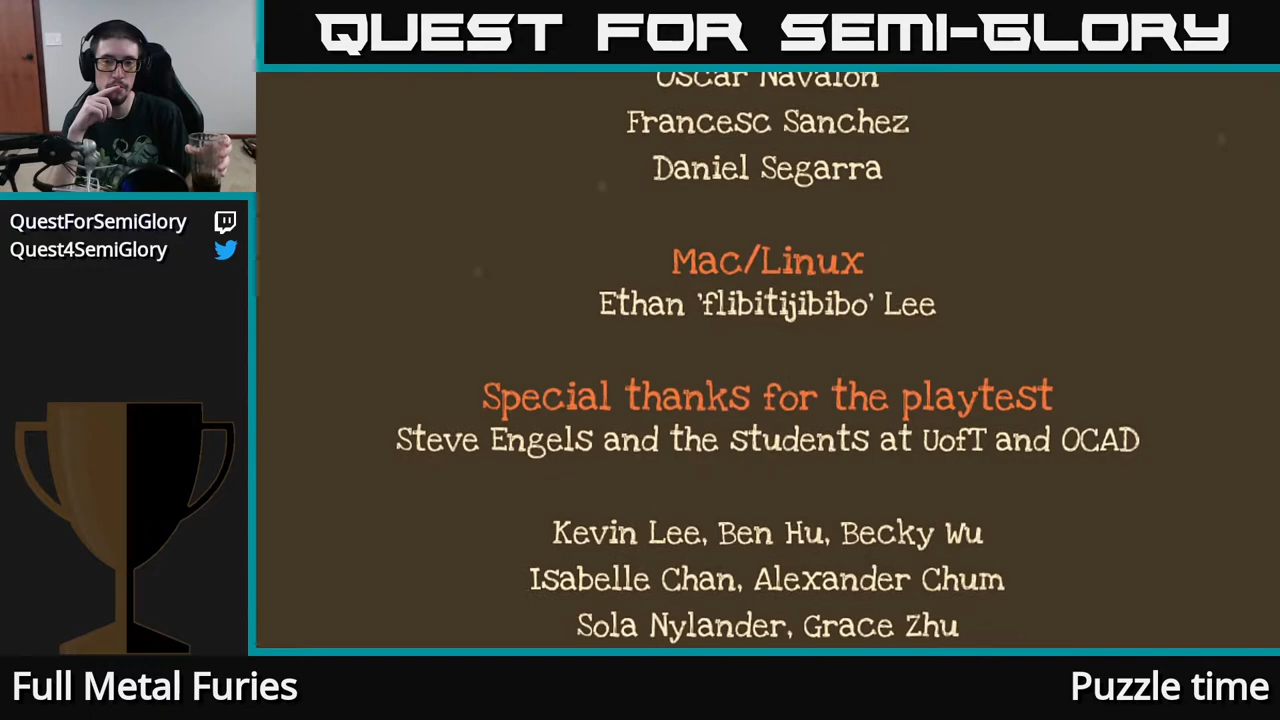 QUEST FOR SEMI-GLORY
QuestForSemiGlory
Quest4SemiGlory
Oscar Navalon
Francesc Sanchez
Daniel Segarra
Mac/Linux
Ethan 'flibitijibibo' Lee
Special thanks for the playtest
Steve Engels and the students at UofT and OCAD
Kevin Lee, Ben Hu, Becky Wu
Isabelle Chan, Alexander Chum
Sola Nylander, Grace Zhu
Full Metal Furies
Puzzle time